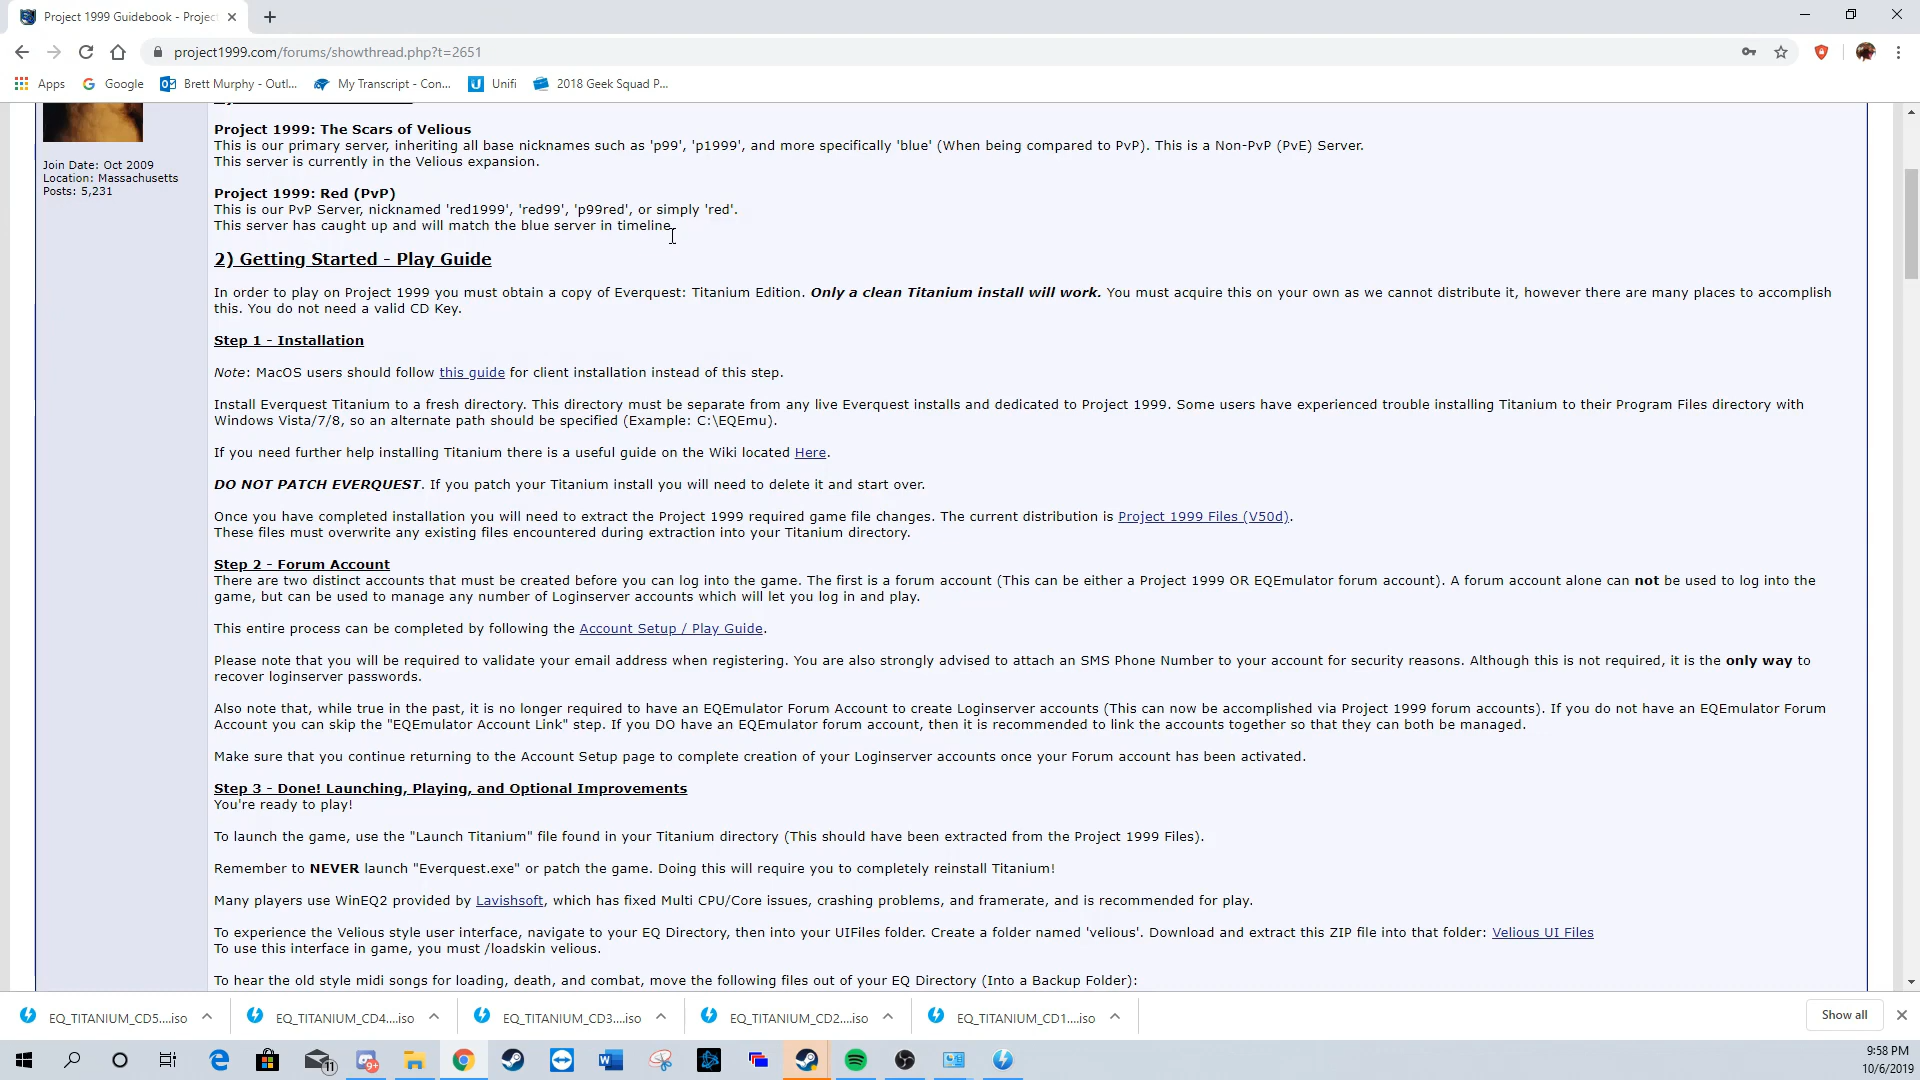 Project 1999 Guidebook - Project
project1999.com/forums/showthread.php?t=2651
Apps
Google
Brett Murphy - Outl...
My Transcript - Con...
Unifi
2018 Geek Squad P...
Project 1999: The Scars of Velious
This is our primary server, inheriting all base nicknames such as 'p99', 'p1999', and more specifically 'blue' (When being compared to PvP). This is a Non-PvP (PvE) Server.
This server is currently in the Velious expansion.
Join Date: Oct 2009
Location: Massachusetts
Posts: 5,231
Project 1999: Red (PvP)
This is our PvP Server, nicknamed 'red1999', 'red99', 'p99red', or simply 'red'.
This server has caught up and will match the blue server in timeline.
2) Getting Started - Play Guide
In order to play on Project 1999 you must obtain a copy of Everquest: Titanium Edition. Only a clean Titanium install will work. You must acquire this on your own as we cannot distribute it, however there are many places to accomplish
this. You do not need a valid CD Key.
Step 1 - Installation
Note: MacOS users should follow this guide for client installation instead of this step.
Install Everquest Titanium to a fresh directory. This directory must be separate from any live Everquest installs and dedicated to Project 1999. Some users have experienced trouble installing Titanium to their Program Files directory with
Windows Vista/7/8, so an alternate path should be specified (Example: C:\EQEmu).
If you need further help installing Titanium there is a useful guide on the Wiki located Here.
DO NOT PATCH EVERQUEST. If you patch your Titanium install you will need to delete it and start over.
Once you have completed installation you will need to extract the Project 1999 required game file changes. The current distribution is Project 1999 Files (V50d).
These files must overwrite any existing files encountered during extraction into your Titanium directory.
Step 2 - Forum Account
There are two distinct accounts that must be created before you can log into the game. The first is a forum account (This can be either a Project 1999 OR EQEmulator forum account). A forum account alone can not be used to log into the
game, but can be used to manage any number of Loginserver accounts which will let you log in and play.
This entire process can be completed by following the Account Setup / Play Guide.
Please note that you will be required to validate your email address when registering. You are also strongly advised to attach an SMS Phone Number to your account for security reasons. Although this is not required, it is the only way to
recover loginserver passwords.
Also note that, while true in the past, it is no longer required to have an EQEmulator Forum Account to create Loginserver accounts (This can now be accomplished via Project 1999 forum accounts). If you do not have an EQEmulator Forum
Account you can skip the "EQEmulator Account Link" step. If you DO have an EQEmulator forum account, then it is recommended to link the accounts together so that they can both be managed.
Make sure that you continue returning to the Account Setup page to complete creation of your Loginserver accounts once your Forum account has been activated.
Step 3 - Done! Launching, Playing, and Optional Improvements
You're ready to play!
To launch the game, use the "Launch Titanium" file found in your Titanium directory (This should have been extracted from the Project 1999 Files).
Remember to NEVER launch "Everquest.exe" or patch the game. Doing this will require you to completely reinstall Titanium!
Many players use WinEQ2 provided by Lavishsoft, which has fixed Multi CPU/Core issues, crashing problems, and framerate, and is recommended for play.
To experience the Velious style user interface, navigate to your EQ Directory, then into your UIFiles folder. Create a folder named 'velious'. Download and extract this ZIP file into that folder: Velious UI Files
To use this interface in game, you must /loadskin velious.
To hear the old style midi songs for loading, death, and combat, move the following files out of your EQ Directory (Into a Backup Folder):
EQ_TITANIUM_CD5....iso
EQ_TITANIUM_CD4....iso
EQ_TITANIUM_CD3....iso
EQ_TITANIUM_CD2....iso
EQ_TITANIUM_CD1....iso
Show all
11
9+
9:58 PM
10/6/2019